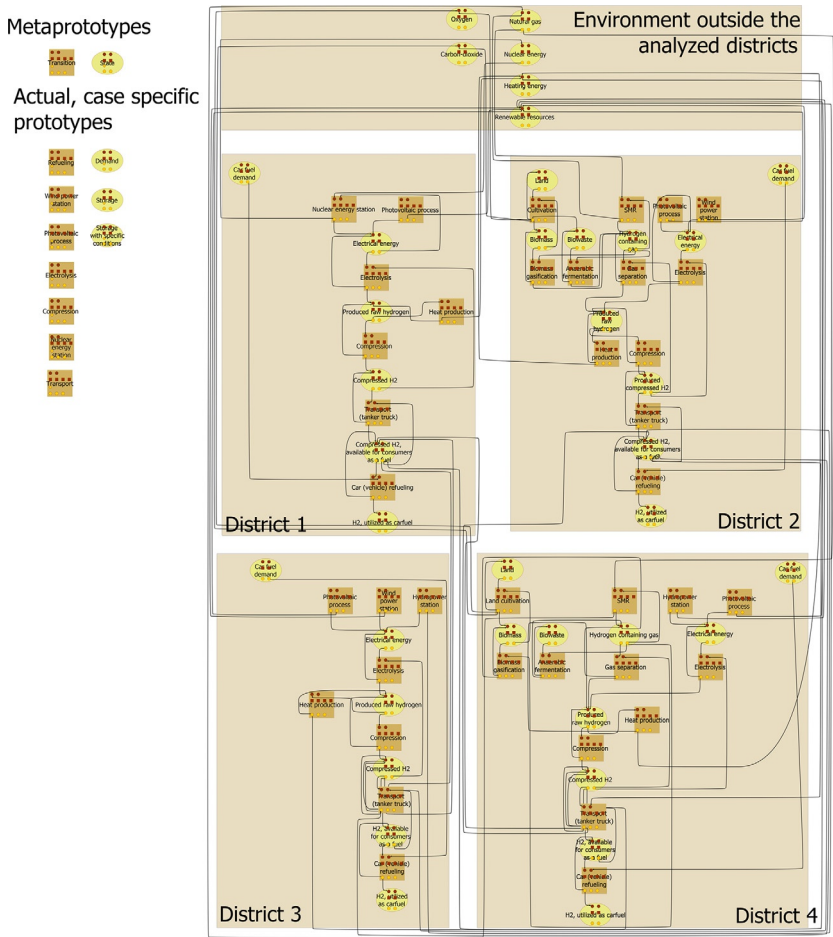 Metaprototypes
Transition
State
Actual, case specific
prototypes
Refueling
Demand
Wind power
station
Storage
Photovoltaic
process
Storage
with specific
conditions
Electrolysis
Compression
Nuclear
energy
station
Transport
Environment outside the
analyzed districts
Oxygen
Natural gas
Carbon dioxide
Nuclear energy
Heating energy
Renewable resources
Car fuel
demand
Nuclear energy station
Photovoltaic process
Electrical energy
Electrolysis
Produced raw hydrogen
Heat production
Compression
Compressed H2
Transport
(tanker truck)
Compressed H2,
available for consumers
as a fuel
Car (vehicle) refueling
H2, utilized as carfuel
District 1
Car fuel
demand
Land
Cultivation
SMR
Photovoltaic
process
Wind
power
station
Biomass
Biowaste
Hydrogen
containing
gas
Electrical
energy
Biomass
gasification
Anaerabic
fermentation
Gas
separation
Electrolysis
Produced
raw
hydrogen
Heat
production
Compression
Produced
compressed H2
Transport
(tanker truck)
Compressed H2,
available for consumers
as a fuel
Car (vehicle)
refueling
H2, utilized
as carfuel
District 2
Car fuel
demand
Photovoltaic
process
Wind
power
station
Hydropower
station
Electrical energy
Electrolysis
Heat production
Produced raw hydrogen
Compression
Compressed H2
Transport
(tanker truck)
H2, available
for consumers
as a fuel
Car (vehicle)
refueling
H2, utilized
as carfuel
District 3
Land
Car fuel
demand
Land cultivation
SMR
Hydropower
station
Photovoltaic
process
Biomass
Biowaste
Hydrogen containing gas
Electrical energy
Biomass
gasification
Anaerabic
fermentation
Gas separation
Electrolysis
Produced
raw hydrogen
Heat production
Compression
Compressed H2
Transport
(tanker truck)
H2, available
for consumers
as a fuel
Car (vehicle)
refueling
H2, utilized as carfuel
District 4